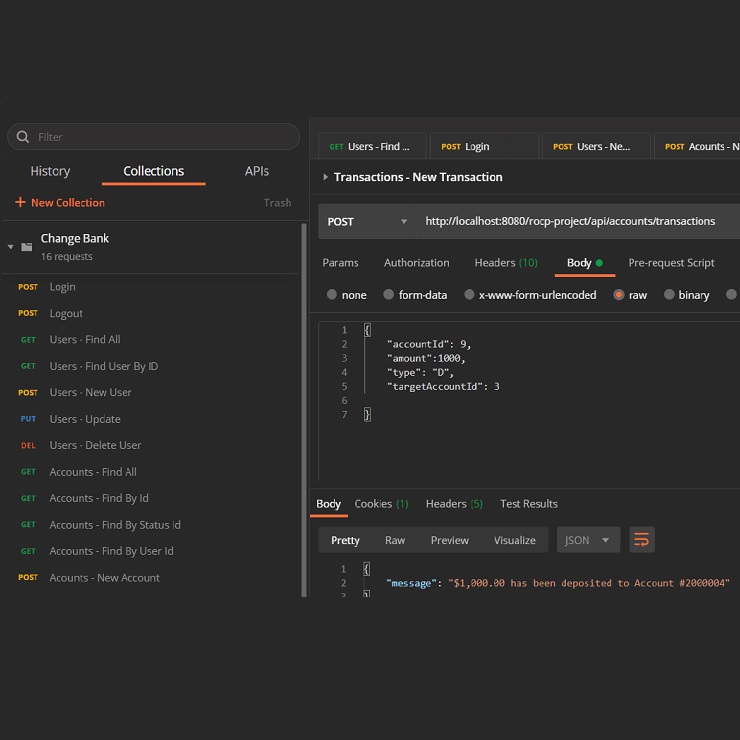 Filter
History Collections APIs
+ New Collection Trash
Change Bank
16 requests
POST Login
POST Logout
GET Users - Find All
GET Users - Find User By ID
POST Users - New User
PUT Users - Update
DEL Users - Delete User
GET Accounts - Find All
GET Accounts - Find By Id
GET Accounts - Find By Status Id
GET Accounts - Find By User Id
POST Acounts - New Account
GET Users - Find ... POST Login POST Users - Ne... POST Acounts - N
Transactions - New Transaction
POST http://localhost:8080/rocp-project/api/accounts/transactions
Params Authorization Headers (10) Body Pre-request Script
none form-data x-www-form-urlencoded raw binary
1 {
2 "accountId": 9,
3 "amount":1000,
4 "type": "D",
5 "targetAccountId": 3
6
7 }
Body Cookies (1) Headers (5) Test Results
Pretty Raw Preview Visualize JSON
1 {
2 "message": "$1,000.00 has been deposited to Account #2000004"
3 }